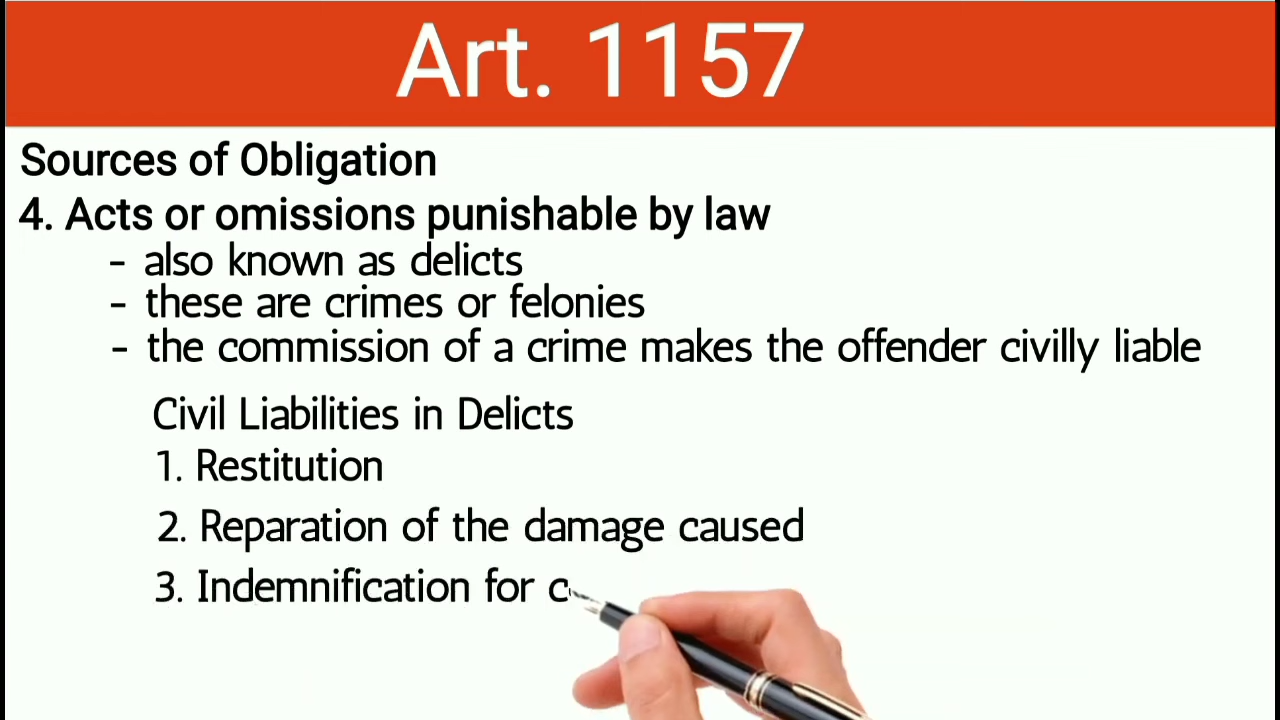 Art. 1157
Sources of Obligation
4. Acts or omissions punishable by law
- also known as delicts
- these are crimes or felonies
- the commission of a crime makes the offender civilly liable
Civil Liabilities in Delicts
1. Restitution
2. Reparation of the damage caused
3. Indemnification for